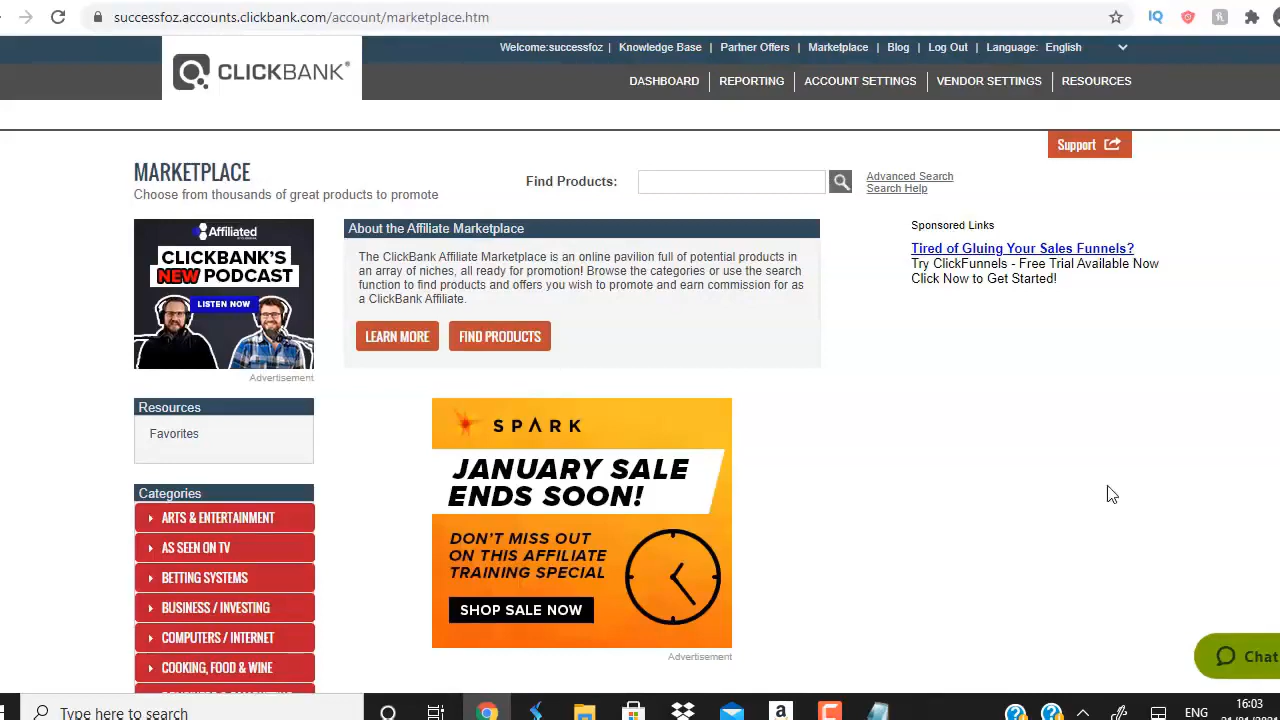 successfoz.accounts.clickbank.com/account/marketplace.htm
Welcome:successfoz | Knowledge Base | Partner Offers | Marketplace | Blog | Log Out | Language: English
CLICKBANK®
DASHBOARD | REPORTING | ACCOUNT SETTINGS | VENDOR SETTINGS | RESOURCES
Support
MARKETPLACE
Choose from thousands of great products to promote
Find Products:
Advanced Search
Search Help
Affiliated
CLICKBANK'S
NEW PODCAST
LISTEN NOW
Advertisement
About the Affiliate Marketplace
The ClickBank Affiliate Marketplace is an online pavilion full of potential products in
an array of niches, all ready for promotion! Browse the categories or use the search
function to find products and offers you wish to promote and earn commission for as
a ClickBank Affiliate.
LEARN MORE
FIND PRODUCTS
Sponsored Links
Tired of Gluing Your Sales Funnels?
Try ClickFunnels - Free Trial Available Now
Click Now to Get Started!
Resources
Favorites
Categories
ARTS & ENTERTAINMENT
AS SEEN ON TV
BETTING SYSTEMS
BUSINESS / INVESTING
COMPUTERS / INTERNET
COOKING, FOOD & WINE
SPARK
JANUARY SALE
ENDS SOON!
DON'T MISS OUT
ON THIS AFFILIATE
TRAINING SPECIAL
SHOP SALE NOW
Advertisement
Chat
Type here to search
ENG
16:03